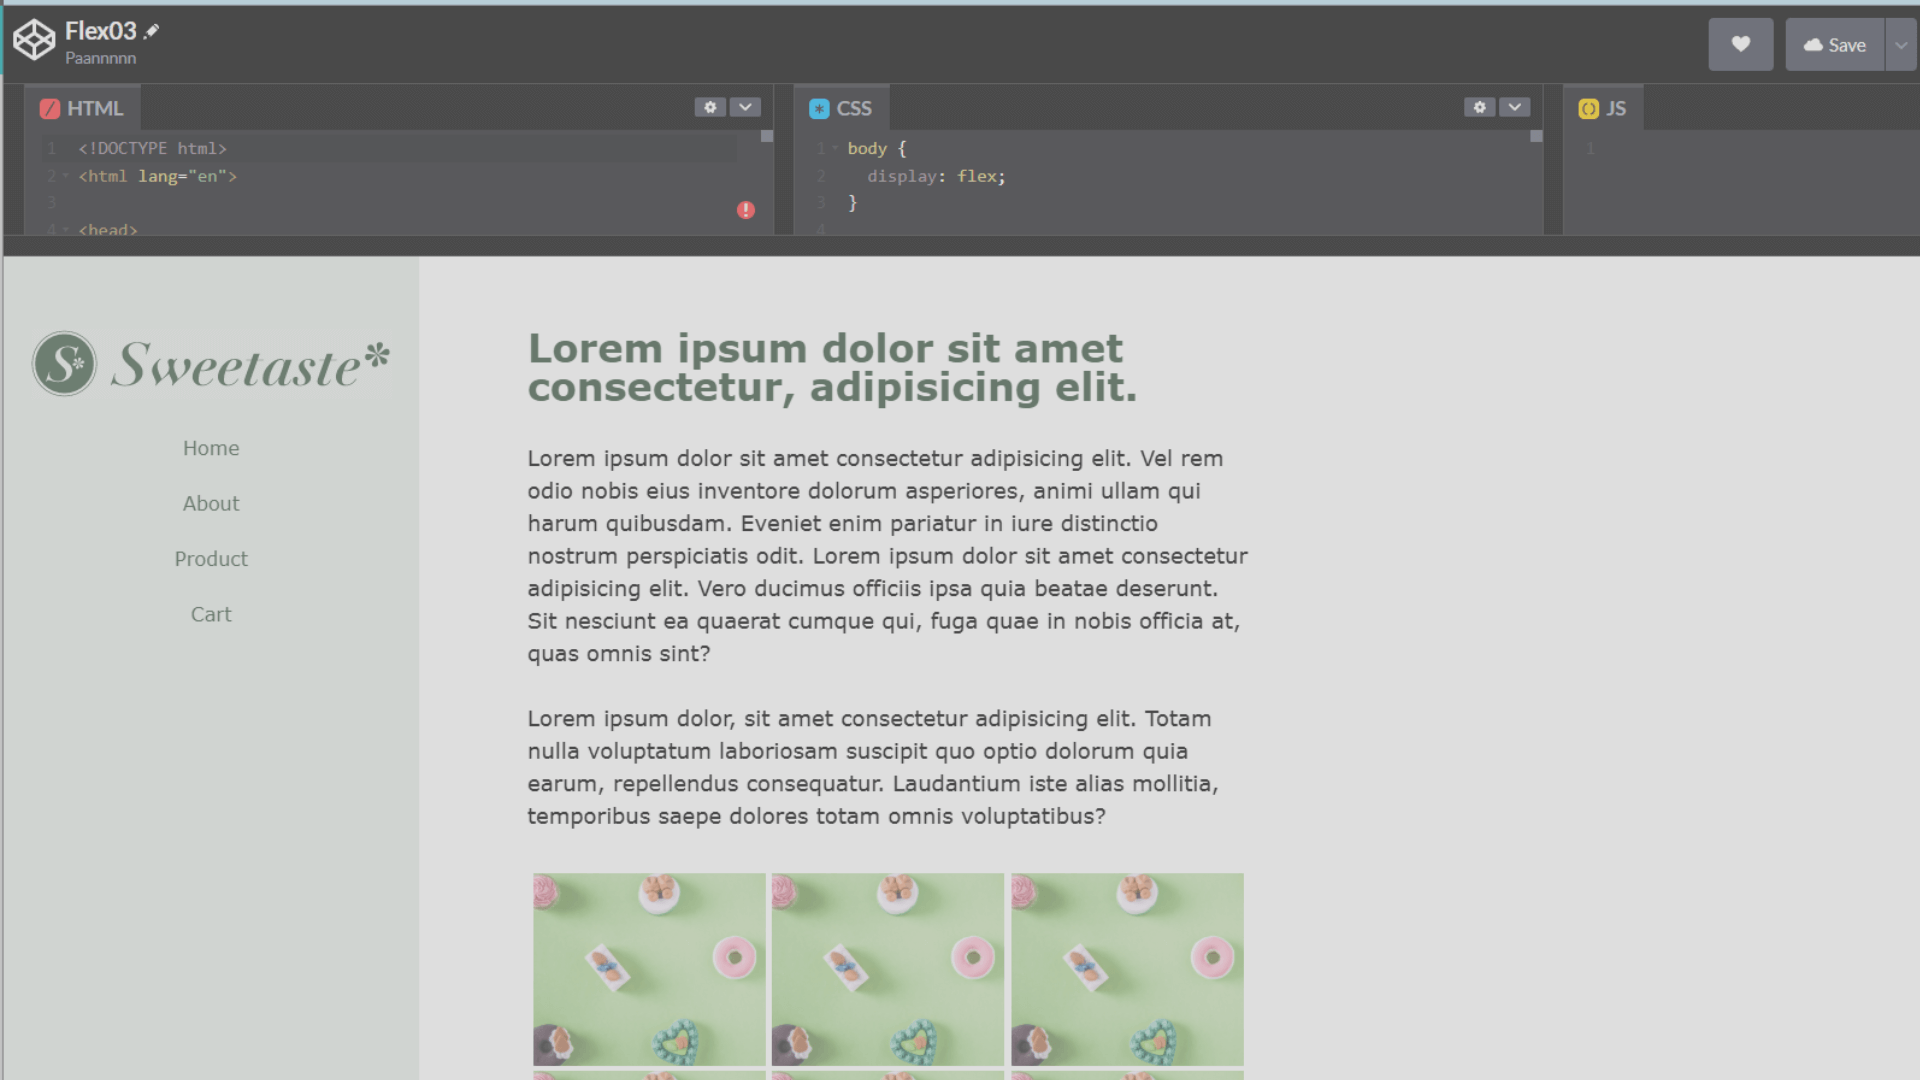 Flex03
Paannnnn
Save
HTML
CSS
JS
1 <!DOCTYPE html>
2 <html lang="en">
3
4 <head>
1 body {
2 display: flex;
3 }
4
1
S*
Sweetaste*
Home
About
Product
Cart
Lorem ipsum dolor sit amet
consectetur, adipisicing elit.
Lorem ipsum dolor sit amet consectetur adipisicing elit. Vel rem
odio nobis eius inventore dolorum asperiores, animi ullam qui
harum quibusdam. Eveniet enim pariatur in iure distinctio
nostrum perspiciatis odit. Lorem ipsum dolor sit amet consectetur
adipisicing elit. Vero ducimus officiis ipsa quia beatae deserunt.
Sit nesciunt ea quaerat cumque qui, fuga quae in nobis officia at,
quas omnis sint?
Lorem ipsum dolor, sit amet consectetur adipisicing elit. Totam
nulla voluptatum laboriosam suscipit quo optio dolorum quia
earum, repellendus consequatur. Laudantium iste alias mollitia,
temporibus saepe dolores totam omnis voluptatibus?